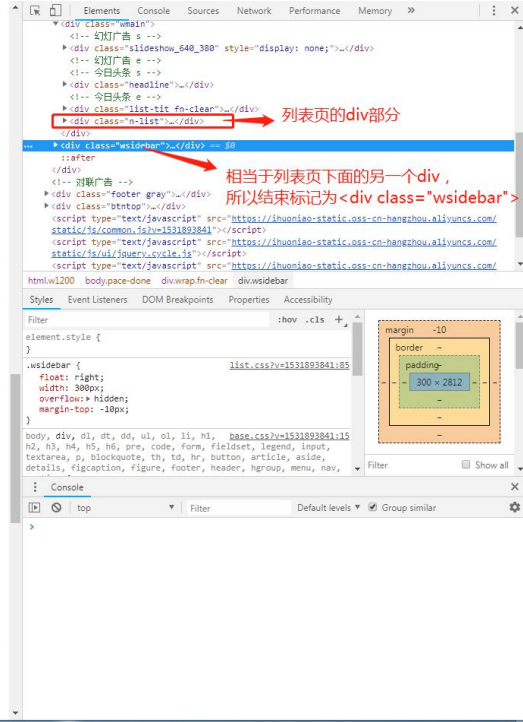 Elements Console Sources Network Performance Memory » ⋮ ×
▼<div class="wmain">
<!-- 幻灯广告 s -->
▶<div class="slideshow_640_380" style="display: none;">…</div>
<!-- 幻灯广告 e -->
<!-- 今日头条 s -->
▶<div class="headline">…</div>
<!-- 今日头条 e -->
▶<div class="list-tit fn-clear">…</div>
▶<div class="n-list">…</div>
列表页的div部分
</div>
… ▶<div class="wsidebar">…</div> == $0
::after
相当于列表页下面的另一个div，
</div>
所以结束标记为<div class="wsidebar">
<!-- 对联广告 -->
▶<div class="footer gray">…</div>
▶<div class="btntop">…</div>
<script type="text/javascript" src="https://ihuoniao-static.oss-cn-hangzhou.aliyuncs.com/
static/js/common.js?v=1531893841"></script>
<script type="text/javascript" src="https://ihuoniao-static.oss-cn-hangzhou.aliyuncs.com/
static/js/ui/jquery.cycle.js"></script>
<script type="text/javascript" src="https://ihuoniao-static.oss-cn-hangzhou.aliyuncs.com/
html.w1200 body.pace-done div.wrap.fn-clear div.wsidebar
Styles Event Listeners DOM Breakpoints Properties Accessibility
Filter :hov .cls +
element.style {
}
.wsidebar { list.css?v=1531893841:85
float: right;
width: 300px;
overflow:▶ hidden;
margin-top: -10px;
}
body, div, dl, dt, dd, ul, ol, li, h1, base.css?v=1531893841:15
h2, h3, h4, h5, h6, pre, code, form, fieldset, legend, input,
textarea, p, blockquote, th, td, hr, button, article, aside,
details, figcaption, figure, footer, header, hgroup, menu, nav,
margin -10
border –
padding–
300 × 2812
–
–
–
Filter Show all
⋮ Console ×
top ▼ Filter Default levels ▼ Group similar
>